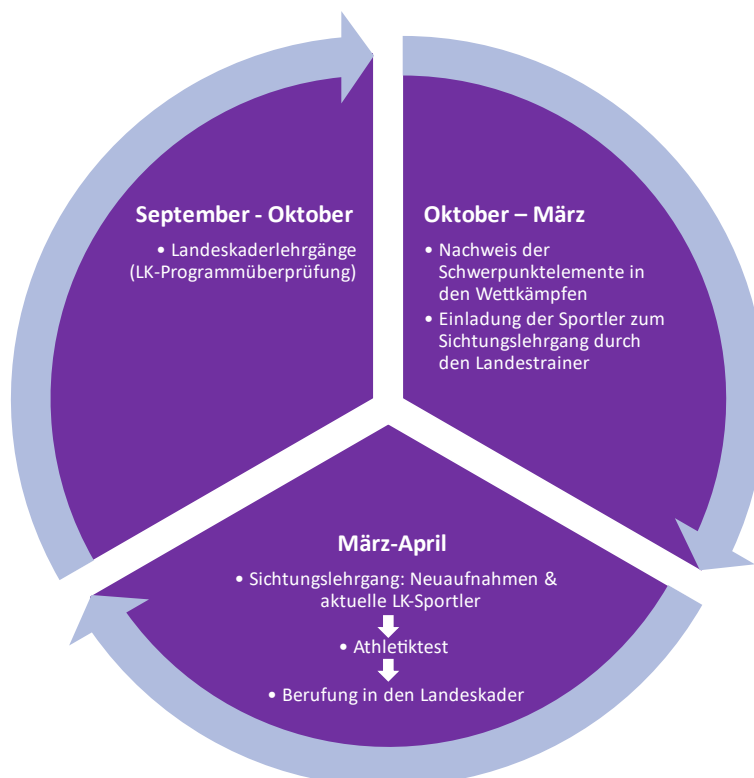 September - Oktober
• Landeskaderlehrgänge
(LK-Programmüberprüfung)
Oktober – März
• Nachweis der
Schwerpunktelemente in
den Wettkämpfen
• Einladung der Sportler zum
Sichtungslehrgang durch
den Landestrainer
März-April
• Sichtungslehrgang: Neuaufnahmen &
aktuelle LK-Sportler
• Athletiktest
• Berufung in den Landeskader